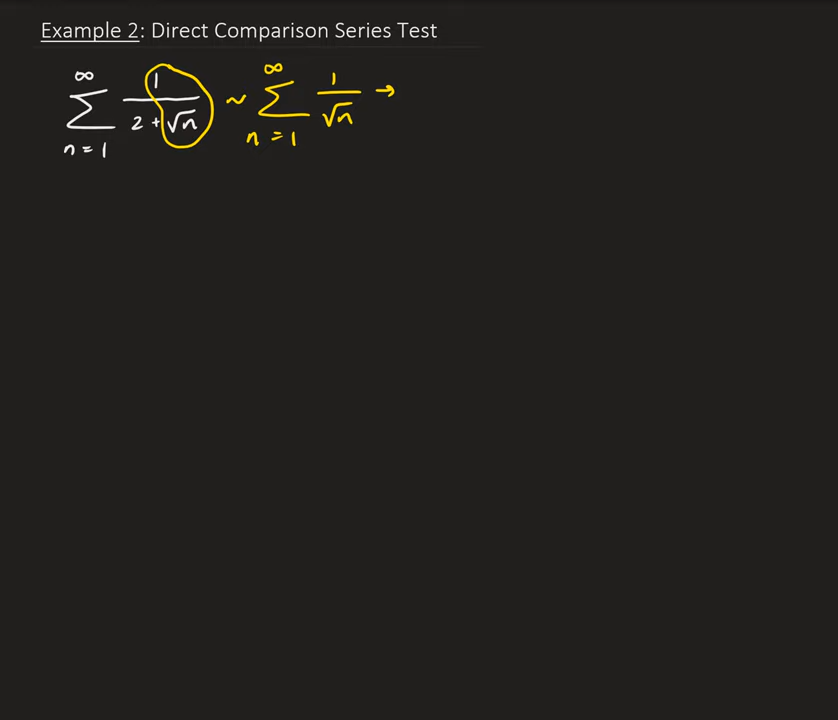 Example 2: Direct Comparison Series Test
∞ ∑ n = 1 1 / (2 + √n) ~ ∞ ∑ n = 1 1 / √n →